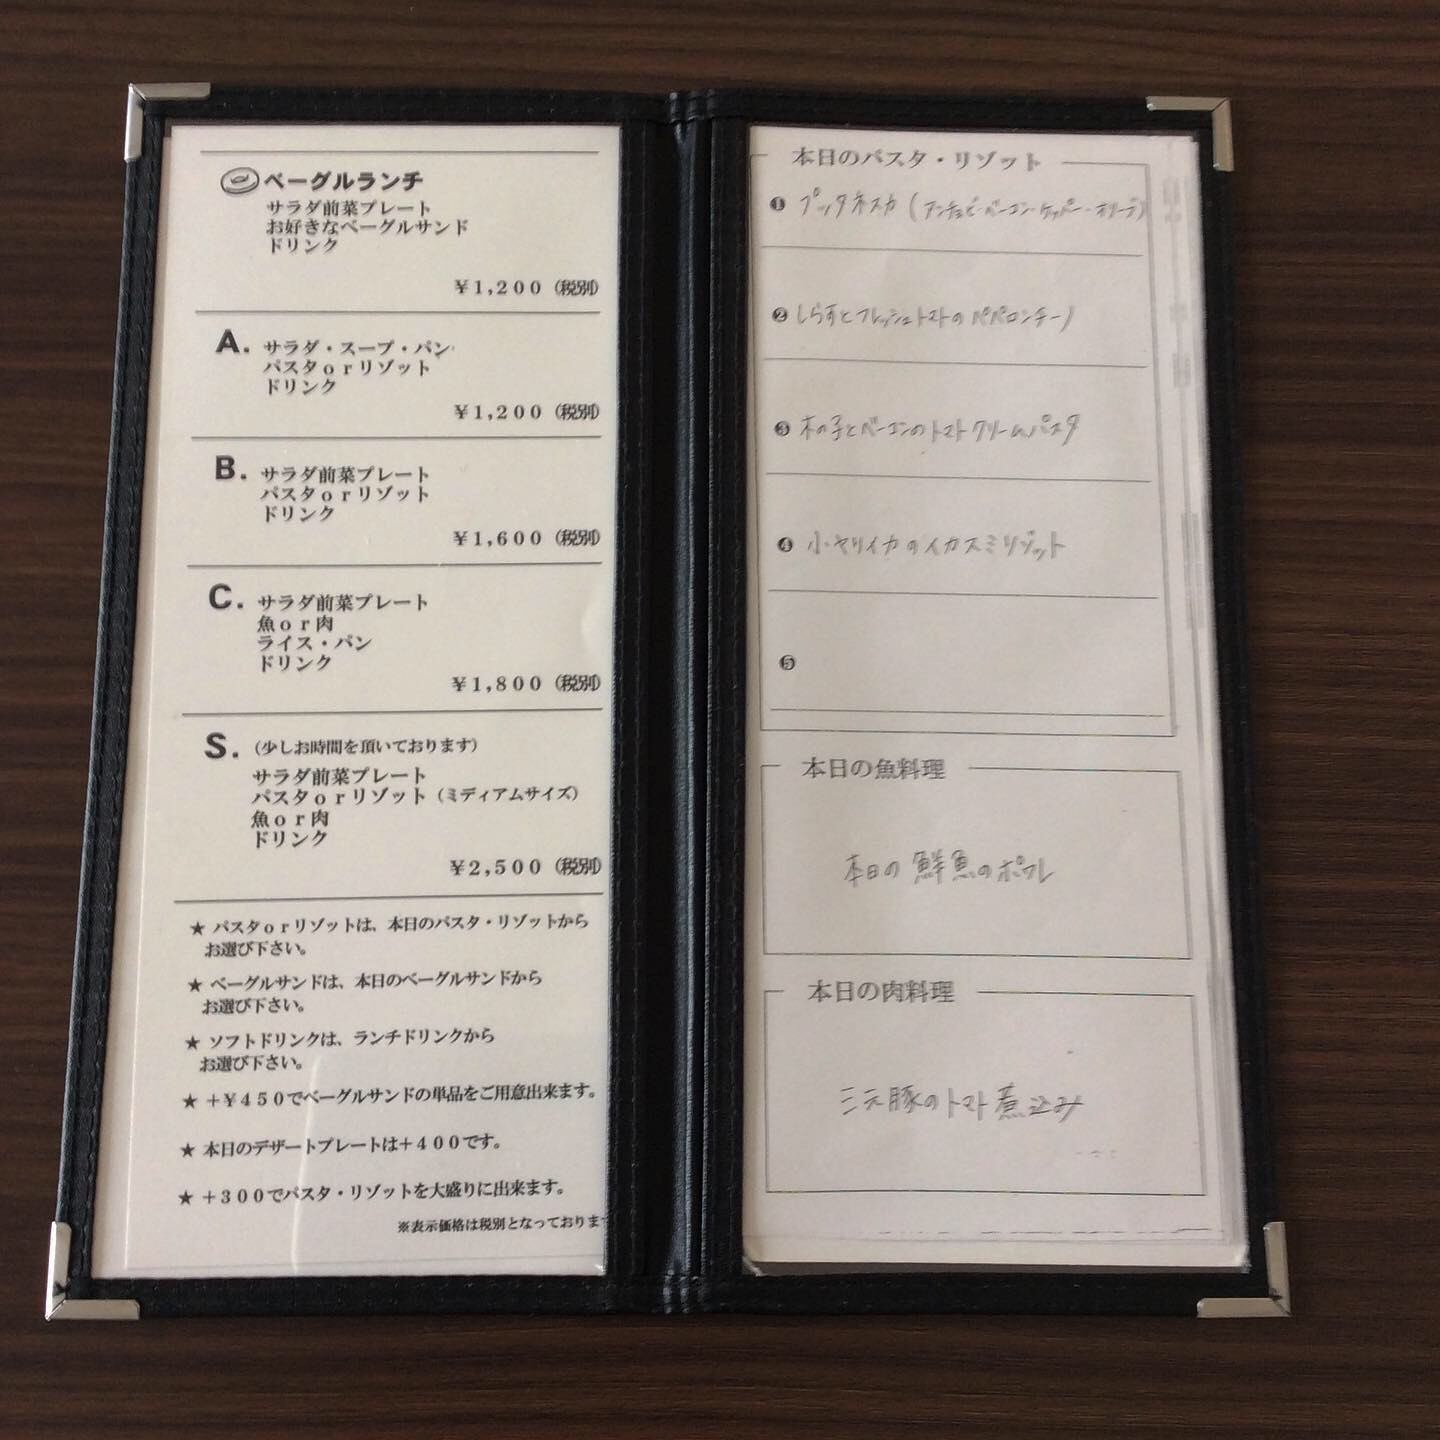 ベーグルランチ
サラダ前菜プレート
お好きなベーグルサンド
ドリンク
¥1,200（税別）
A. サラダ・スープ・パン
パスタorリゾット
ドリンク
¥1,200（税別）
B. サラダ前菜プレート
パスタorリゾット
ドリンク
¥1,600（税別）
C. サラダ前菜プレート
魚or肉
ライス・パン
ドリンク
¥1,800（税別）
S.（少しお時間を頂いております）
サラダ前菜プレート
パスタorリゾット（ミディアムサイズ）
魚or肉
ドリンク
¥2,500（税別）
★ パスタorリゾットは、本日のパスタ・リゾットから
お選び下さい。
★ ベーグルサンドは、本日のベーグルサンドから
お選び下さい。
★ ソフトドリンクは、ランチドリンクから
お選び下さい。
★ ＋¥450でベーグルサンドの単品をご用意出来ます。
★ 本日のデザートプレートは＋400です。
★ ＋300でパスタ・リゾットを大盛りに出来ます。
※表示価格は税別となっております
本日のパスタ・リゾット
❶ プッタネスカ（アンチョビ・ベーコン・ケッパー・オリーブ）
❷ しらすとフレッシュトマトのペペロンチーノ
❸ 木の子とベーコンのトマトクリームパスタ
❹ 小ヤリイカのイカスミリゾット
❺
本日の魚料理
本日の鮮魚のポワレ
本日の肉料理
三元豚のトマト煮込み